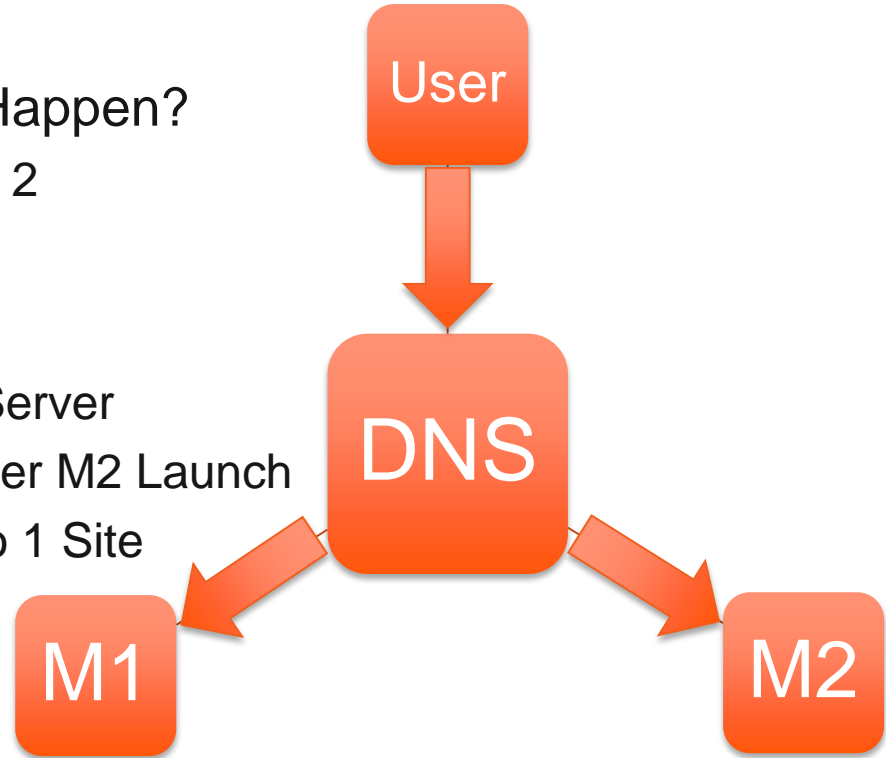 User
Happen?
2
DNS
Server
er M2 Launch
1 Site
M1
M2